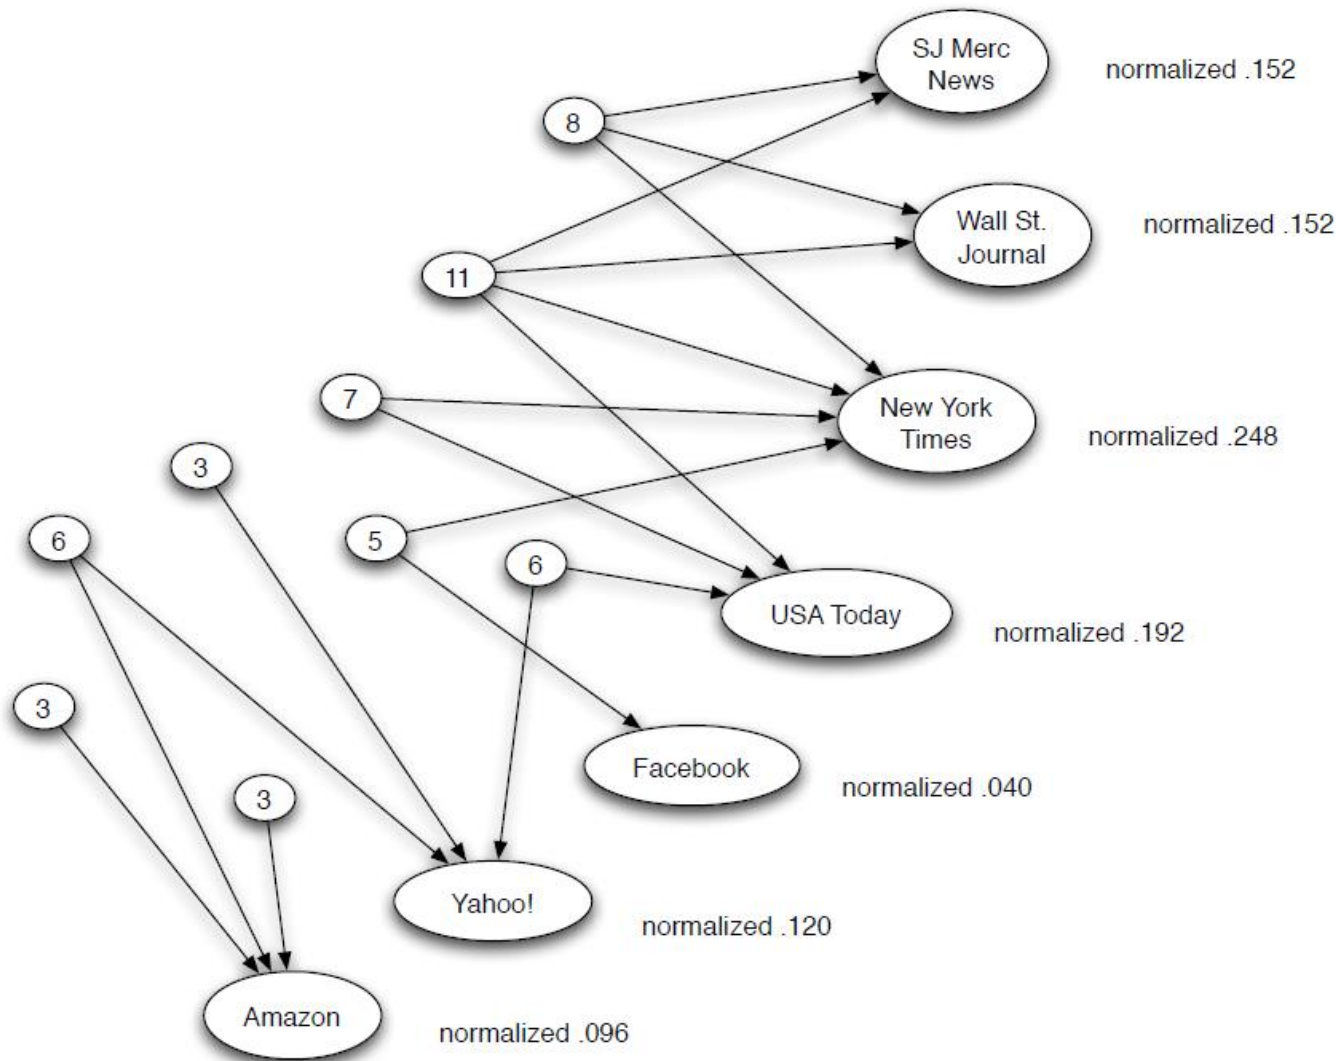 SJ Merc
News
normalized .152
8
Wall St.
Journal
normalized .152
11
7
New York
Times
normalized .248
3
6
5
6
USA Today
normalized .192
3
Facebook
normalized .040
3
Yahoo!
normalized .120
Amazon
normalized .096